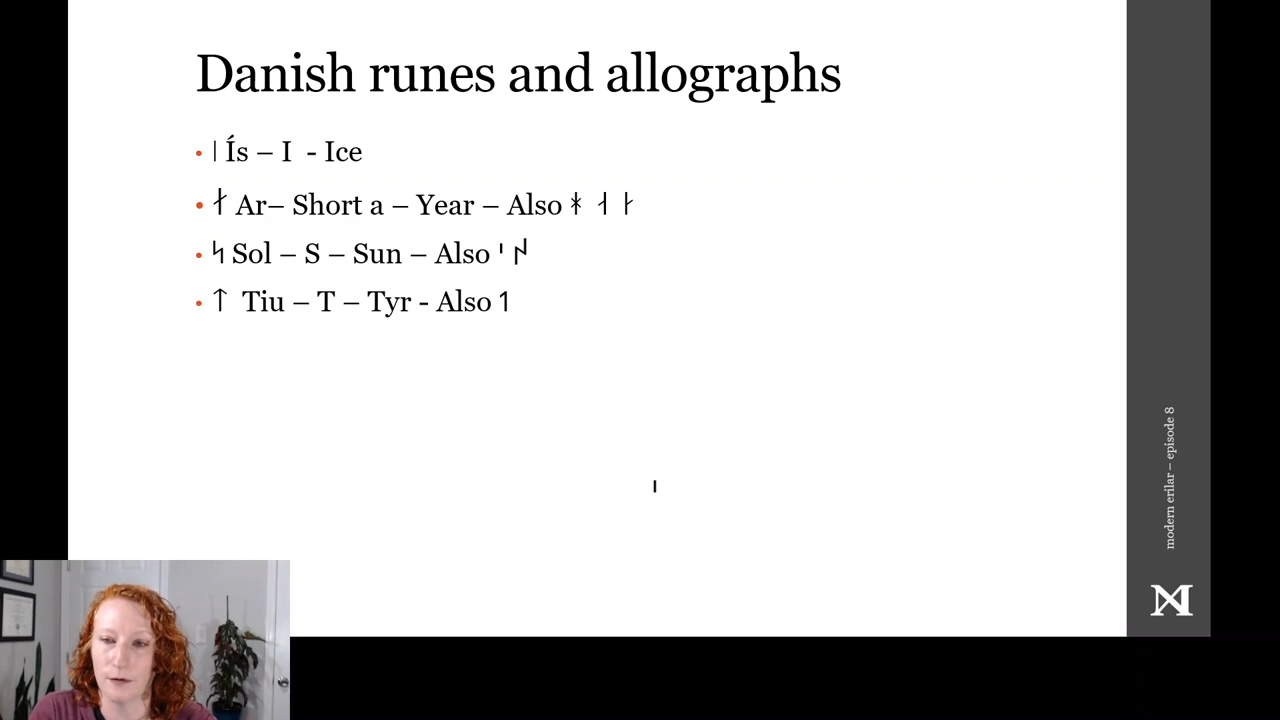 Danish runes and allographs
• ᛁ Ís – I - Ice
• ᛅ Ar– Short a – Year – Also ᚼ ᛆ ᛙ
• ᛋ Sol – S – Sun – Also ᛌ ᛋ
• ᛏ Tiu – T – Tyr - Also ᛐ
ᛌ
modern erilar – episode 8